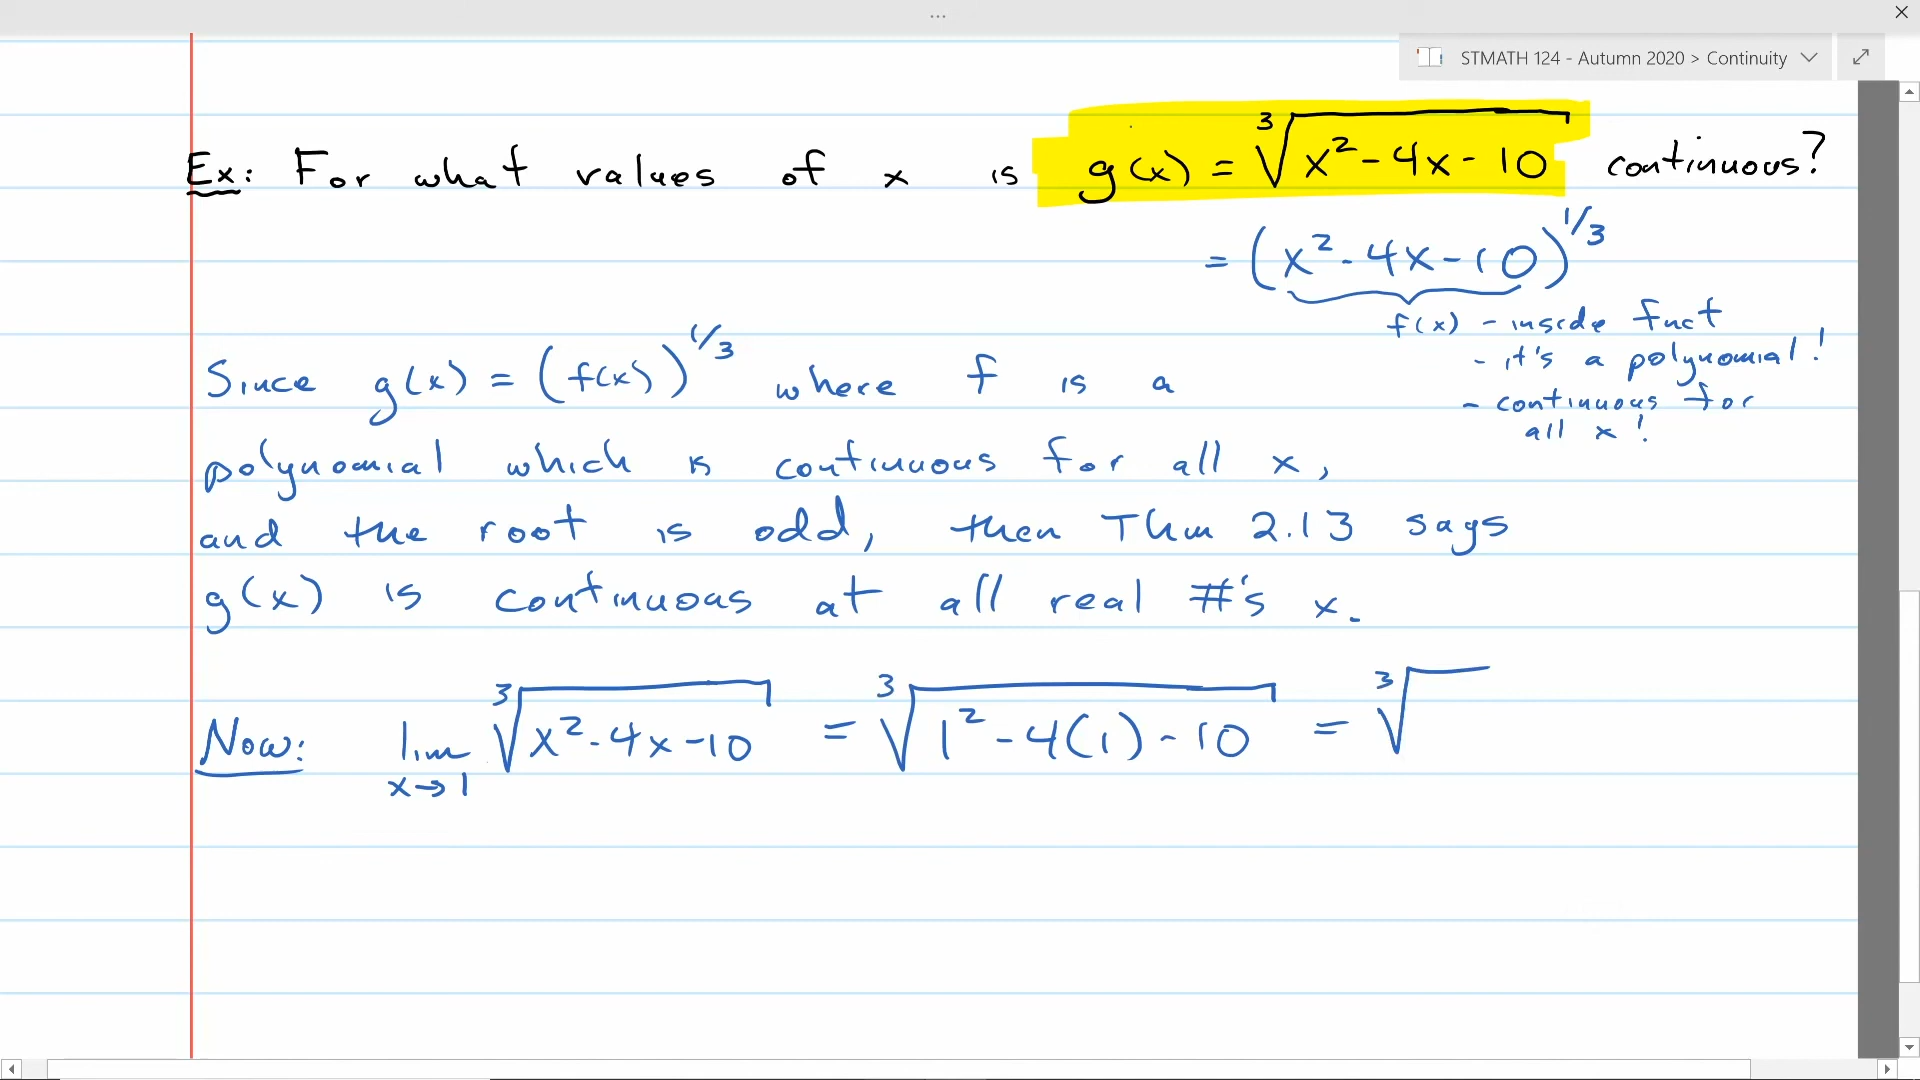 STMATH 124 - Autumn 2020 > Continuity
Ex: For what values of x is g(x) = ∛(x² - 4x - 10) continuous?
= (x² - 4x - 10)^1/3
f(x) - inside fnct
- it's a polynomial!
- continuous for
all x!
Since g(x) = (f(x))^1/3 where f is a
polynomial which is continuous for all x,
and the root is odd, then Thm 2.13 says
g(x) is continuous at all real #'s x.
Now: lim x→1 ∛(x² - 4x - 10) = ∛(1² - 4(1) - 10) = ∛